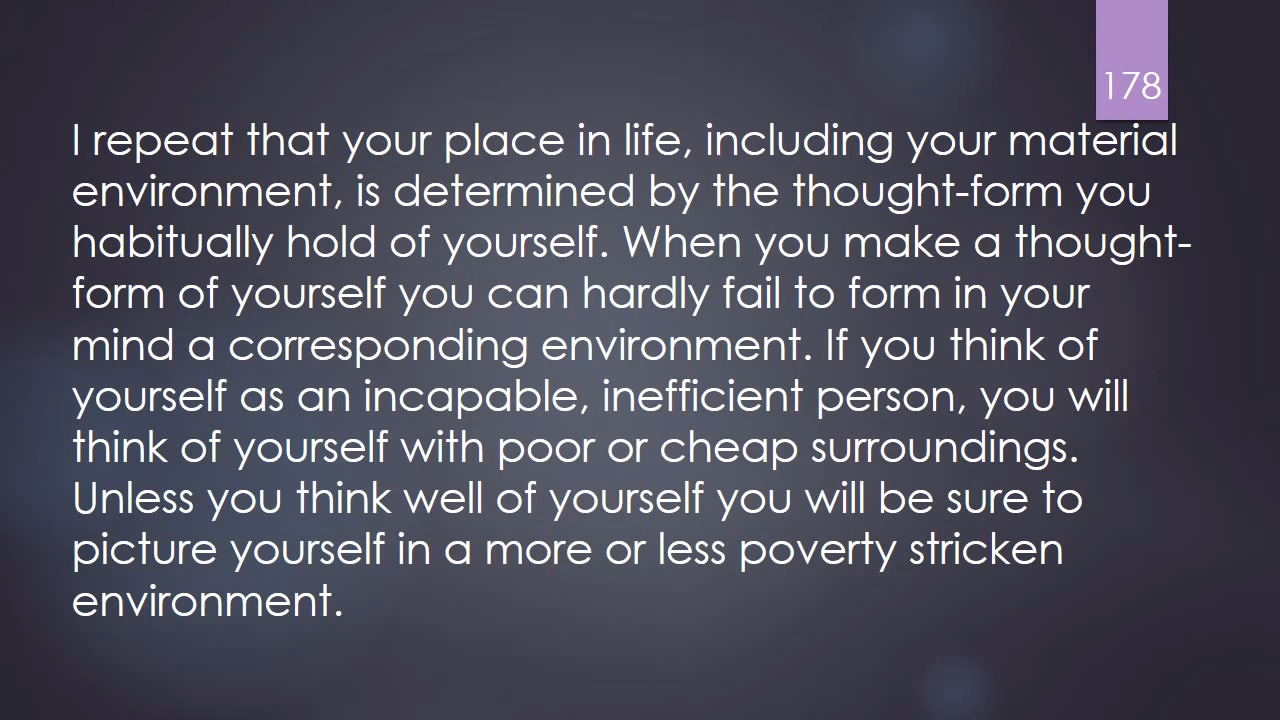 178
I repeat that your place in life, including your material
environment, is determined by the thought-form you
habitually hold of yourself. When you make a thought-
form of yourself you can hardly fail to form in your
mind a corresponding environment. If you think of
yourself as an incapable, inefficient person, you will
think of yourself with poor or cheap surroundings.
Unless you think well of yourself you will be sure to
picture yourself in a more or less poverty stricken
environment.